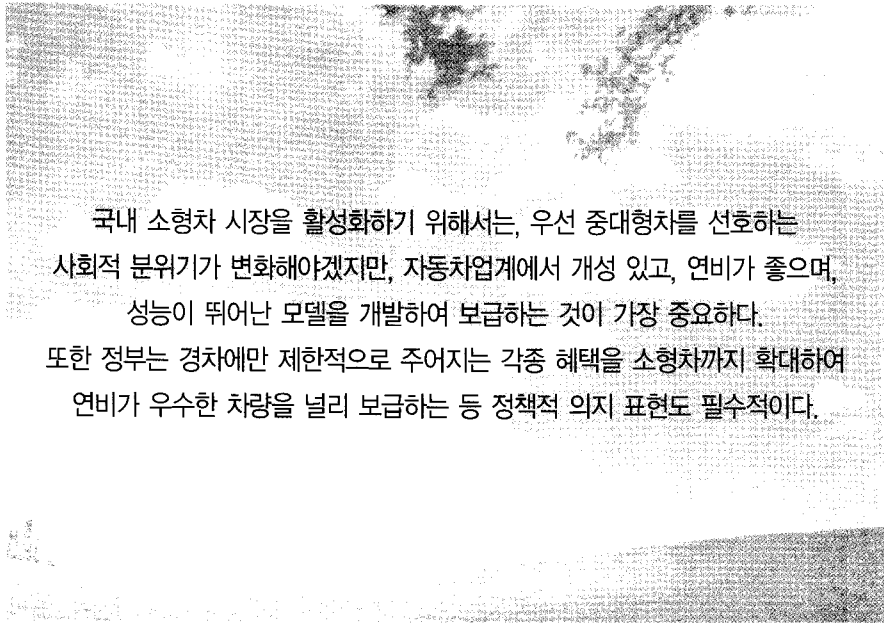 국내 소형차 시장을 활성화하기 위해서는, 우선 중대형차를 선호하는
사회적 분위기가 변화해야겠지만, 자동차업계에서 개성 있고, 연비가 좋으며,
성능이 뛰어난 모델을 개발하여 보급하는 것이 가장 중요하다.
또한 정부는 경차에만 제한적으로 주어지는 각종 혜택을 소형차까지 확대하여
연비가 우수한 차량을 널리 보급하는 등 정책적 의지 표현도 필수적이다.